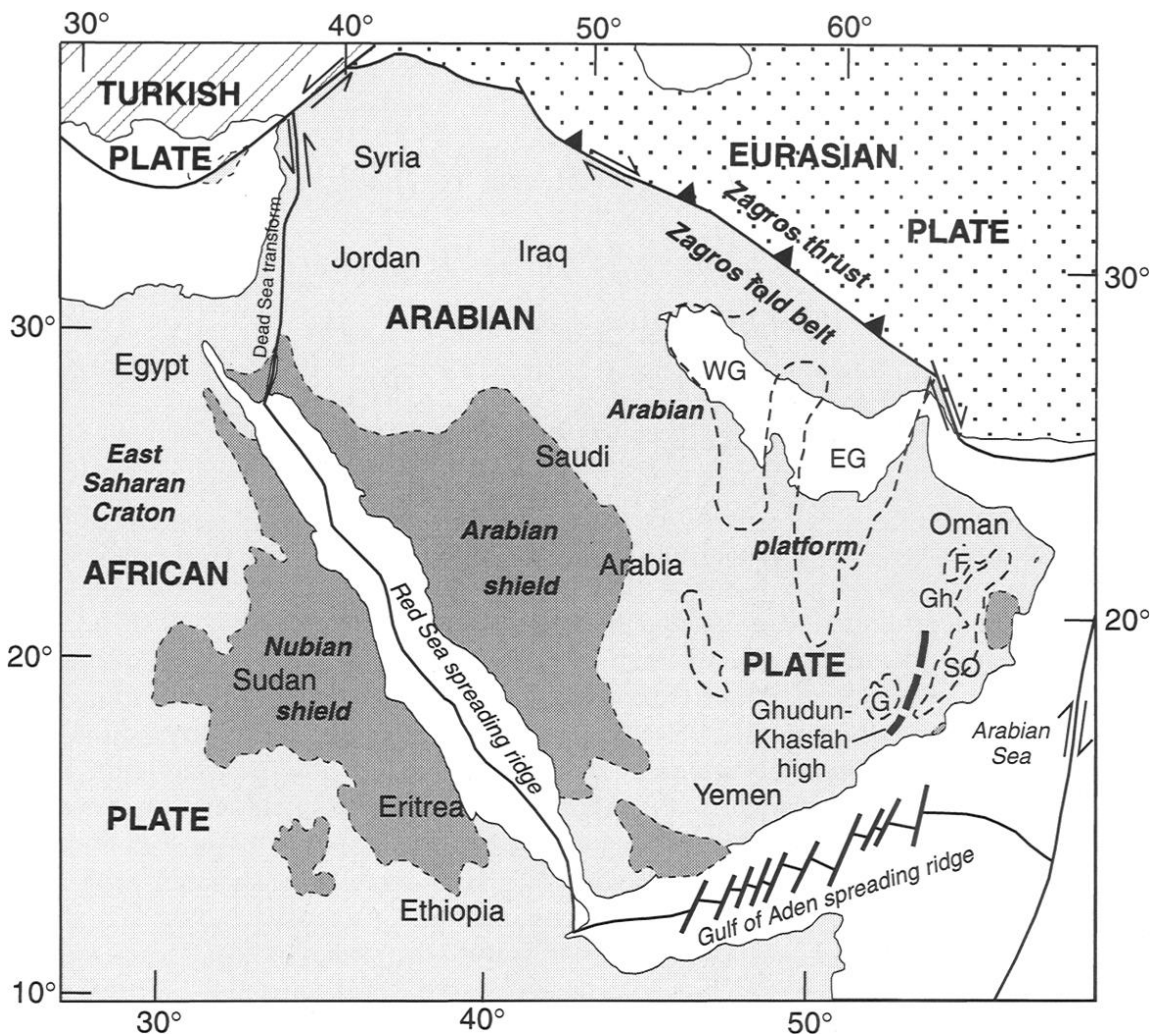 30°
40°
50°
60°
TURKISH
PLATE
Syria
EURASIAN
PLATE
Dead Sea transform
Jordan
Iraq
Zagros thrust
Zagros fold belt
30°
30°
ARABIAN
Egypt
WG
Arabian
EG
East
Saharan
Craton
Saudi
Arabian
shield
Arabia
platform
Oman
F
Gh
AFRICAN
20°
20°
Nubian
Sudan
shield
Red Sea spreading ridge
PLATE
SO
G
Ghudun-
Khasfah
high
Arabian
Sea
PLATE
Eritrea
Yemen
Ethiopia
Gulf of Aden spreading ridge
10°
30°
40°
50°